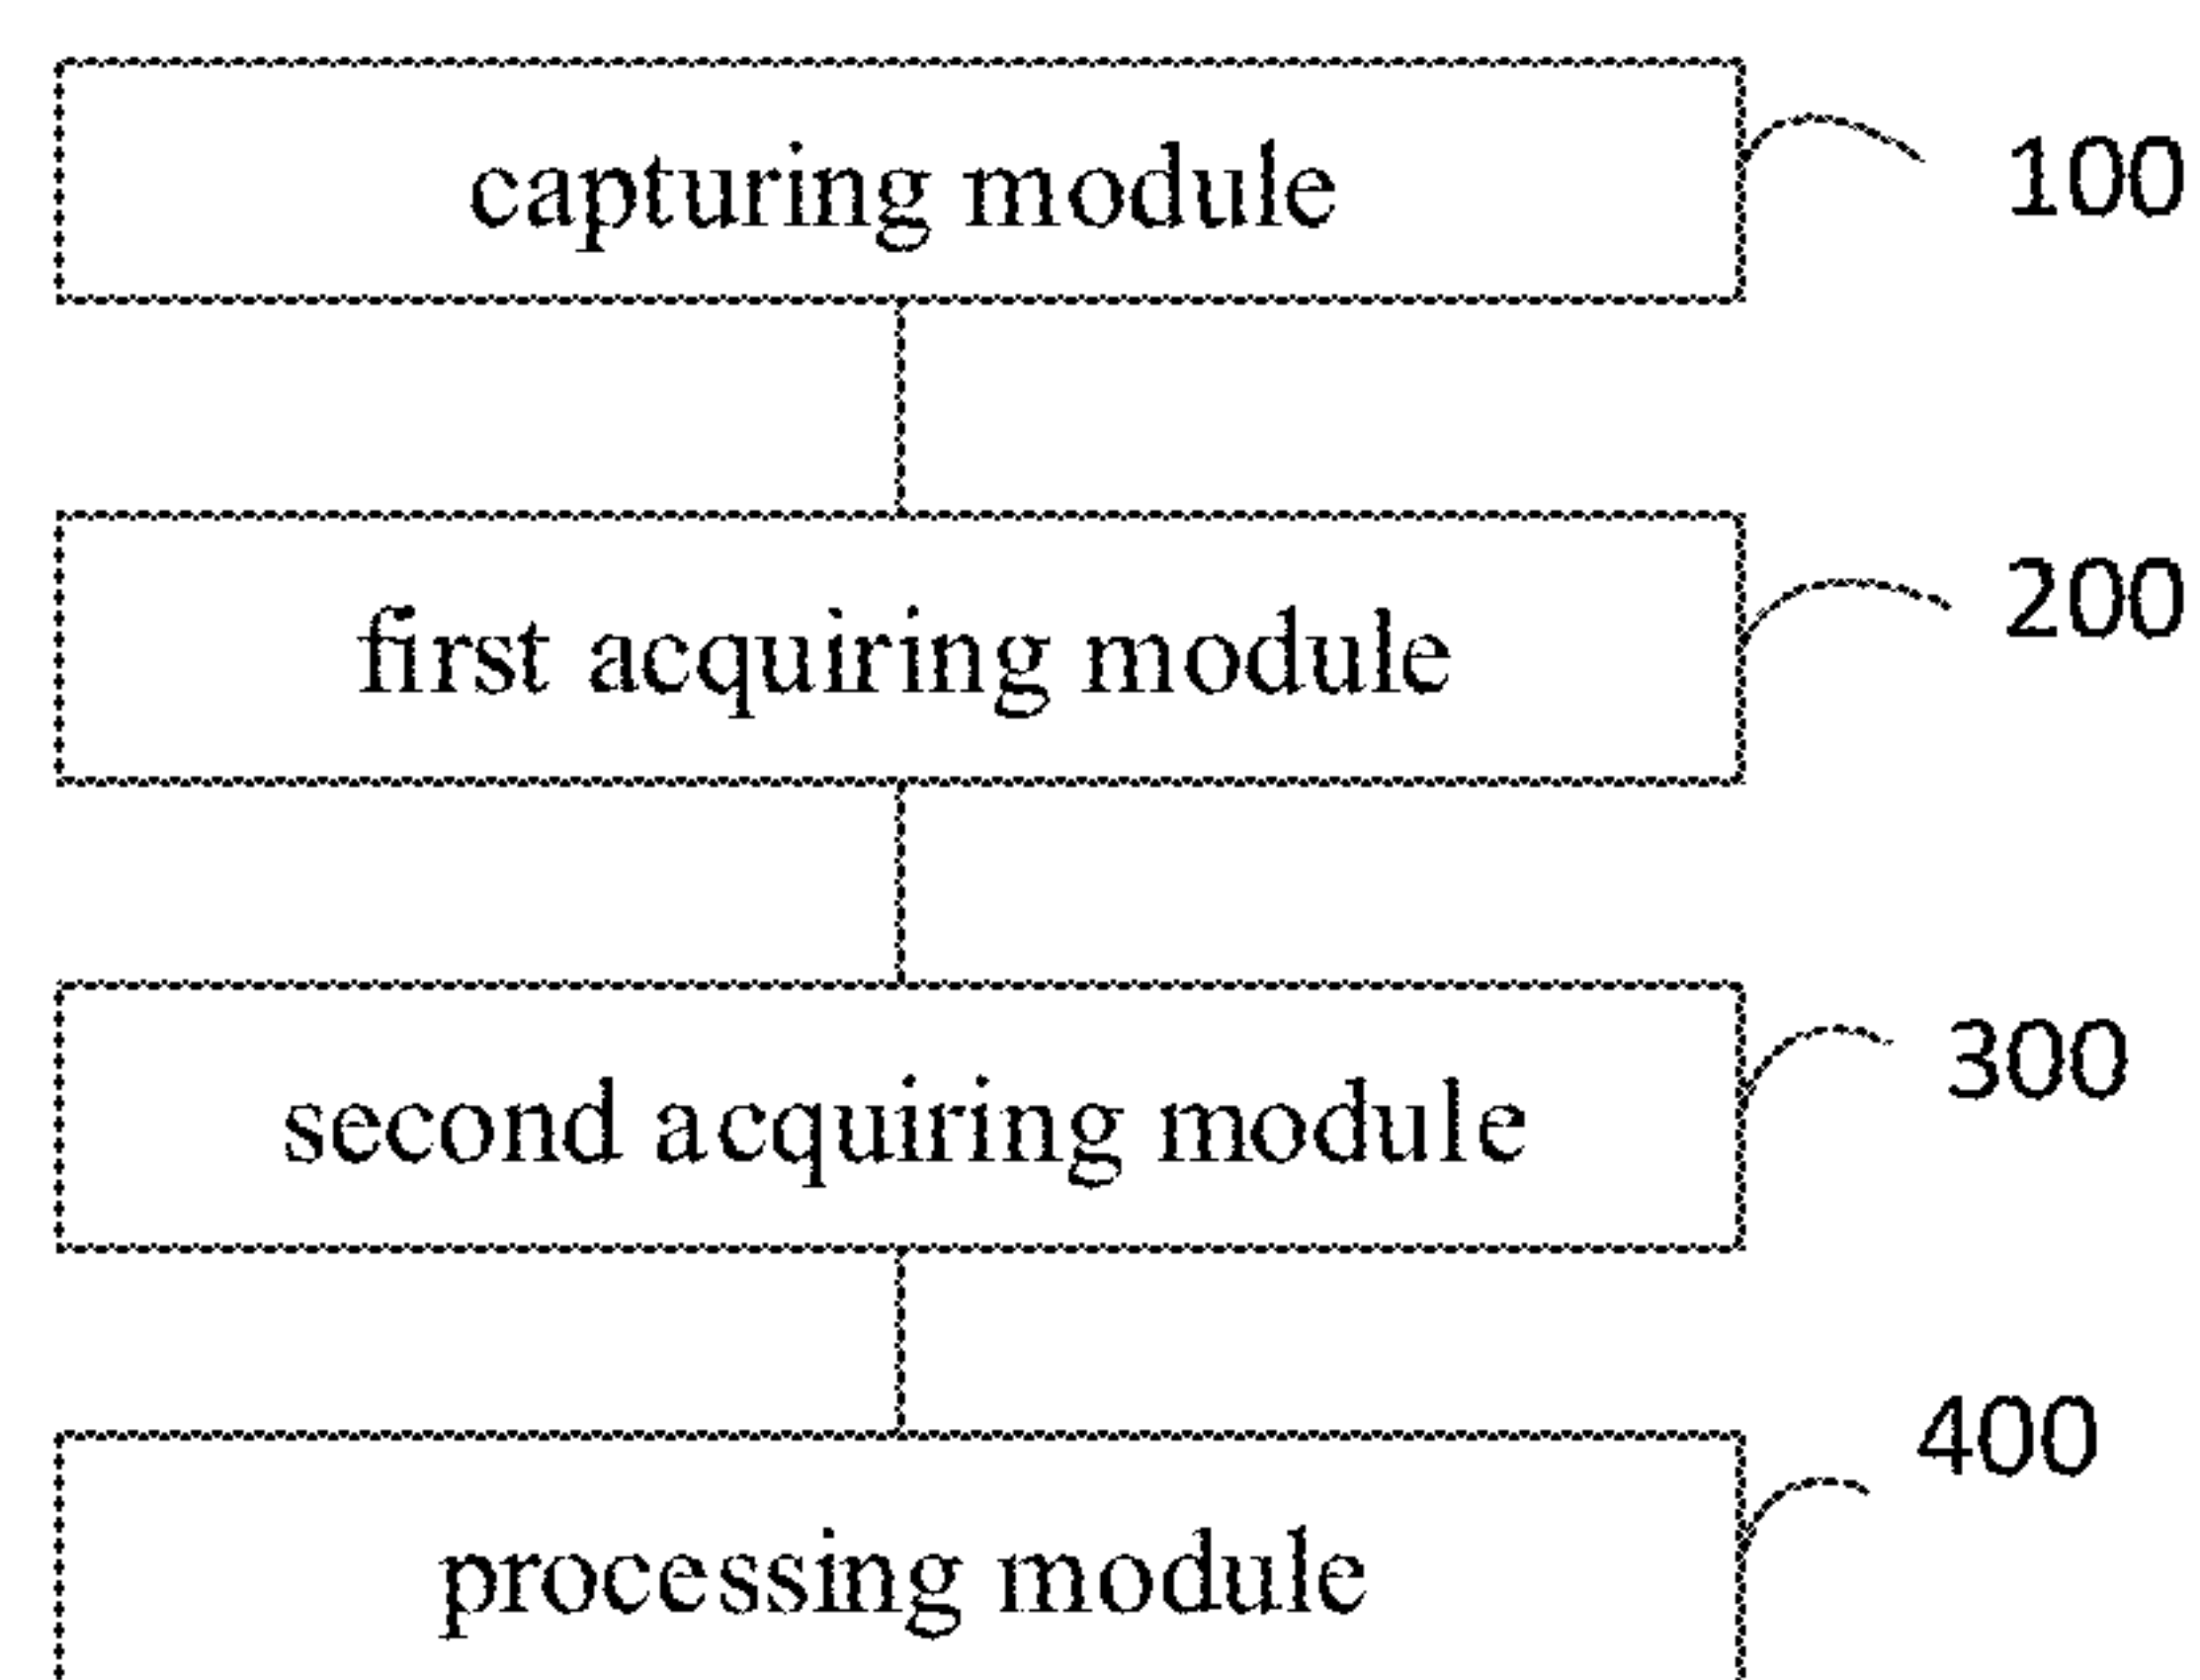 capturing module
100
first acquiring module
200
second acquiring module
300
400
processing module